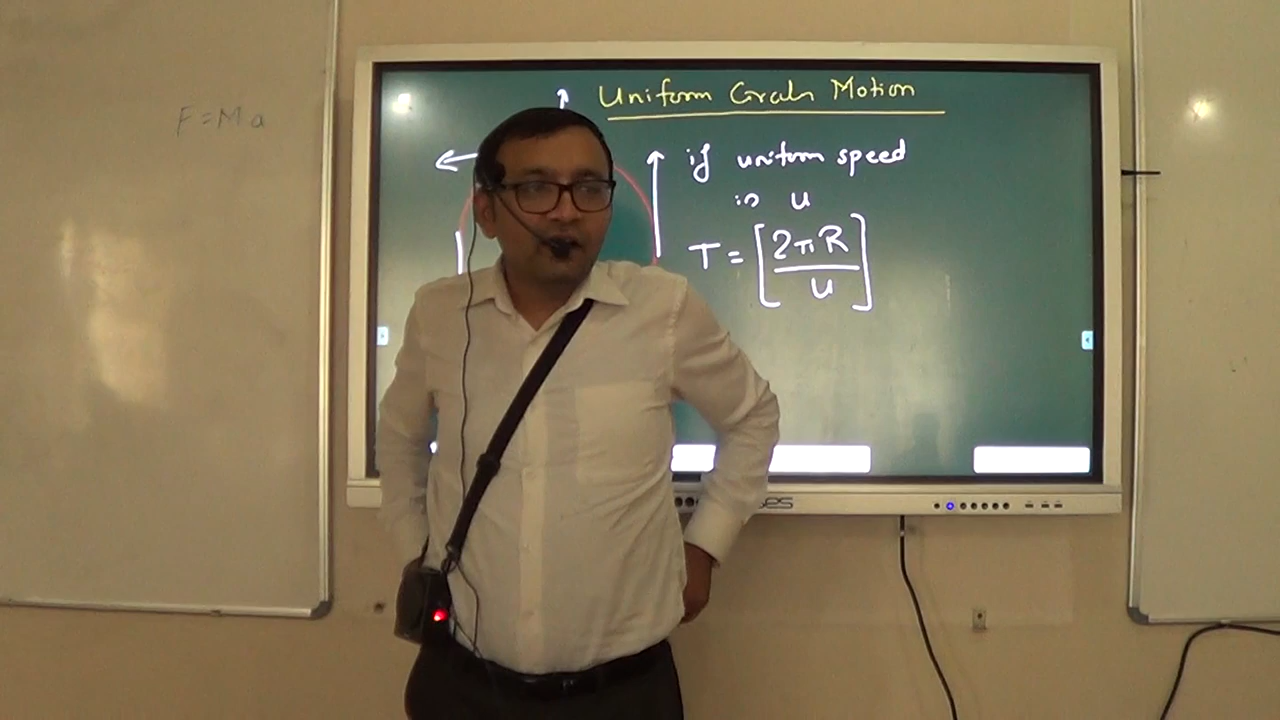 F = Ma
Uniform Circular Motion
if uniform speed
is u
T = [2πR / u]